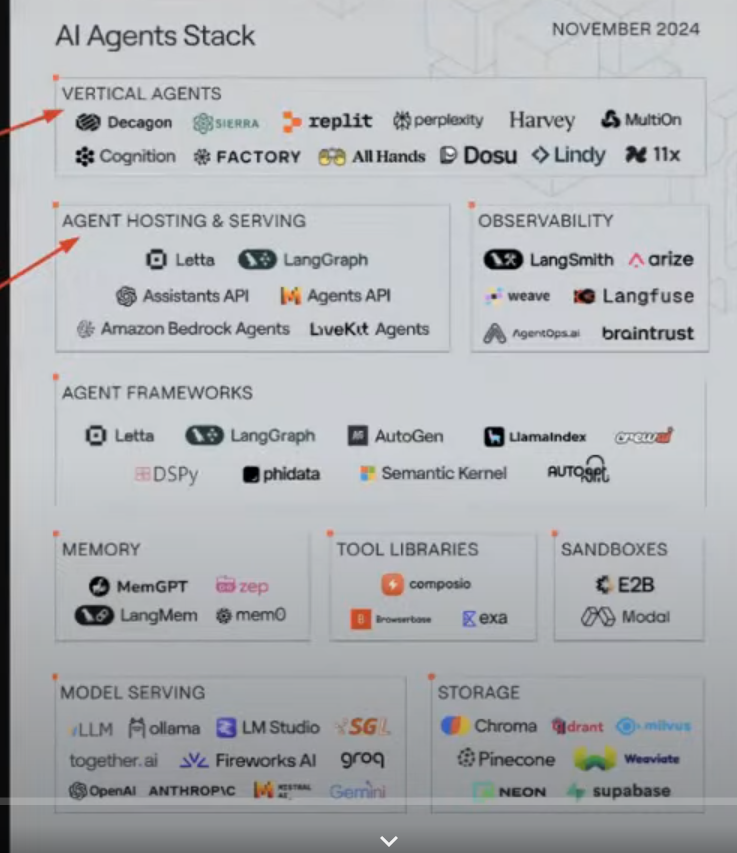 AI Agents Stack
NOVEMBER 2024
VERTICAL AGENTS
Decagon SIERRA replit perplexity Harvey MultiOn
Cognition FACTORY All Hands Dosu Lindy 11x
AGENT HOSTING & SERVING
Letta LangGraph
Assistants API Agents API
Amazon Bedrock Agents LiveKit Agents
OBSERVABILITY
LangSmith arize
weave Langfuse
AgentOps.ai braintrust
AGENT FRAMEWORKS
Letta LangGraph AutoGen LlamaIndex crewai
DSPy phidata Semantic Kernel AUTOGPT
MEMORY
MemGPT zep
LangMem mem0
TOOL LIBRARIES
composio
Browserbase exa
SANDBOXES
E2B
Modal
MODEL SERVING
vLLM ollama LM Studio SGL
together.ai Fireworks AI groq
OpenAI ANTHROP\C MISTRAL AI_ Gemini
STORAGE
Chroma qdrant milvus
Pinecone Weaviate
NEON supabase